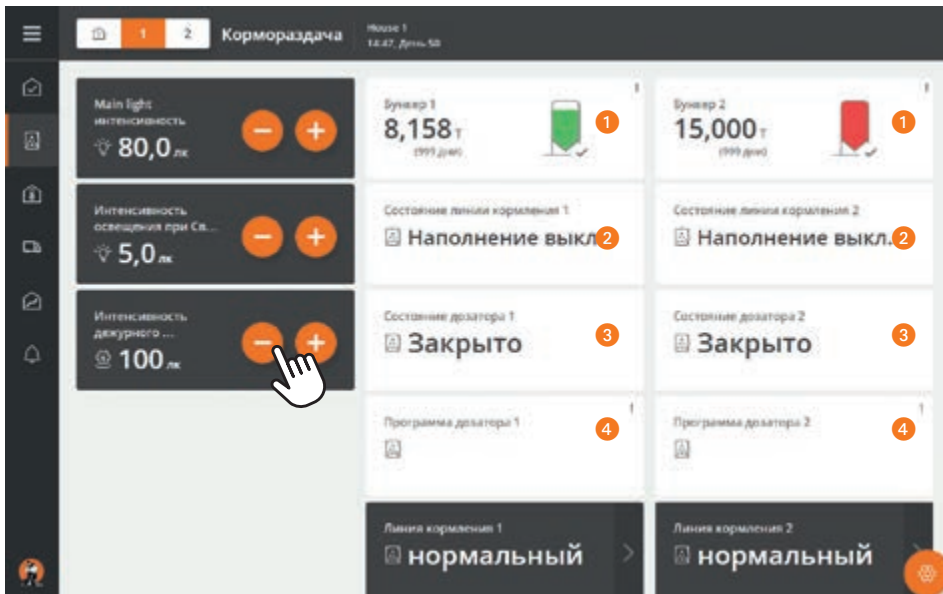 1 2 Кормораздача House 1
14:47, День 50
Main light
интенсивность
80,0 лк
Интенсивность
освещения при Св...
5,0 лк
Интенсивность
дежурного ...
100 лк
Бункер 1
8,158 т
(999 дни)
1
Бункер 2
15,000 т
(999 дни)
1
Состояние линии кормления 1
Наполнение выкл
2
Состояние линии кормления 2
Наполнение выкл.
2
Состояние дозатора 1
Закрыто
3
Состояние дозатора 2
Закрыто
3
Программа дозатора 1
4
Программа дозатора 2
4
Линия кормления 1
нормальный
Линия кормления 2
нормальный